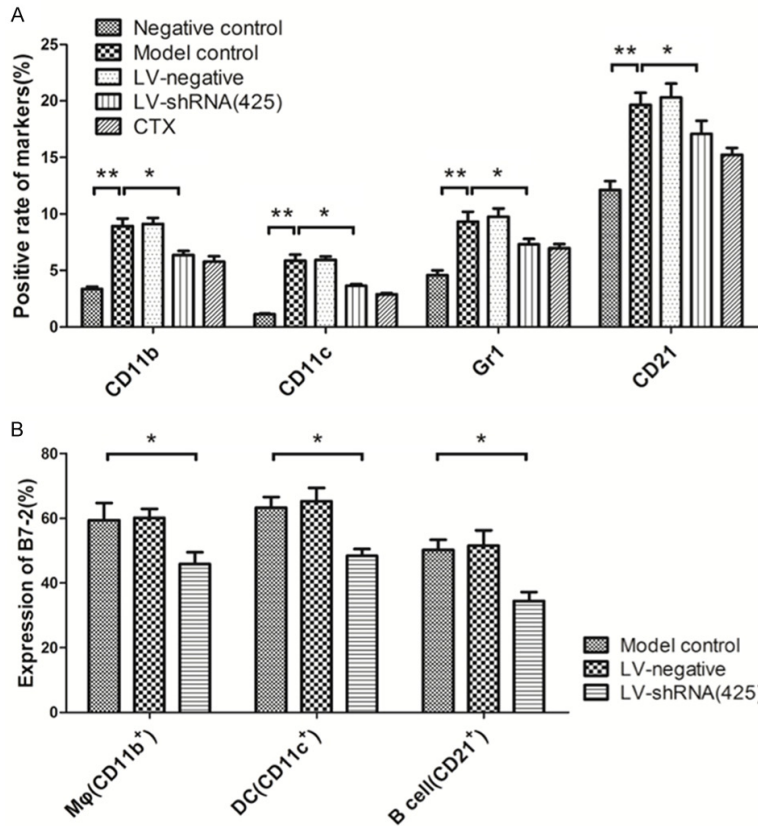 A
Negative control
Model control
LV-negative
LV-shRNA(425)
CTX
Positive rate of markers(%)
25
20
15
10
5
0
** *
** *
** *
** *
CD11b
CD11c
Gr1
CD21
B
Expression of B7-2(%)
80
60
40
20
0
*
*
*
Model control
LV-negative
LV-shRNA(425)
Mφ(CD11b+)
DC(CD11c+)
B cell(CD21+)